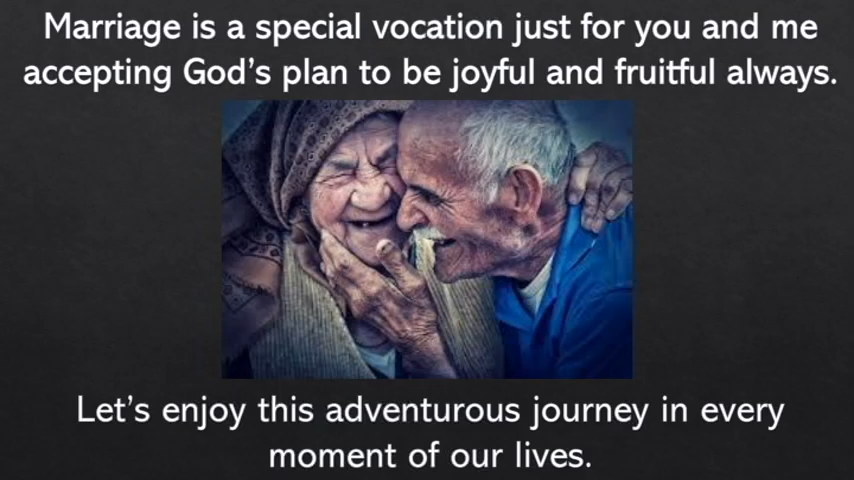 Marriage is a special vocation just for you and me
accepting God's plan to be joyful and fruitful always.
Let's enjoy this adventurous journey in every
moment of our lives.